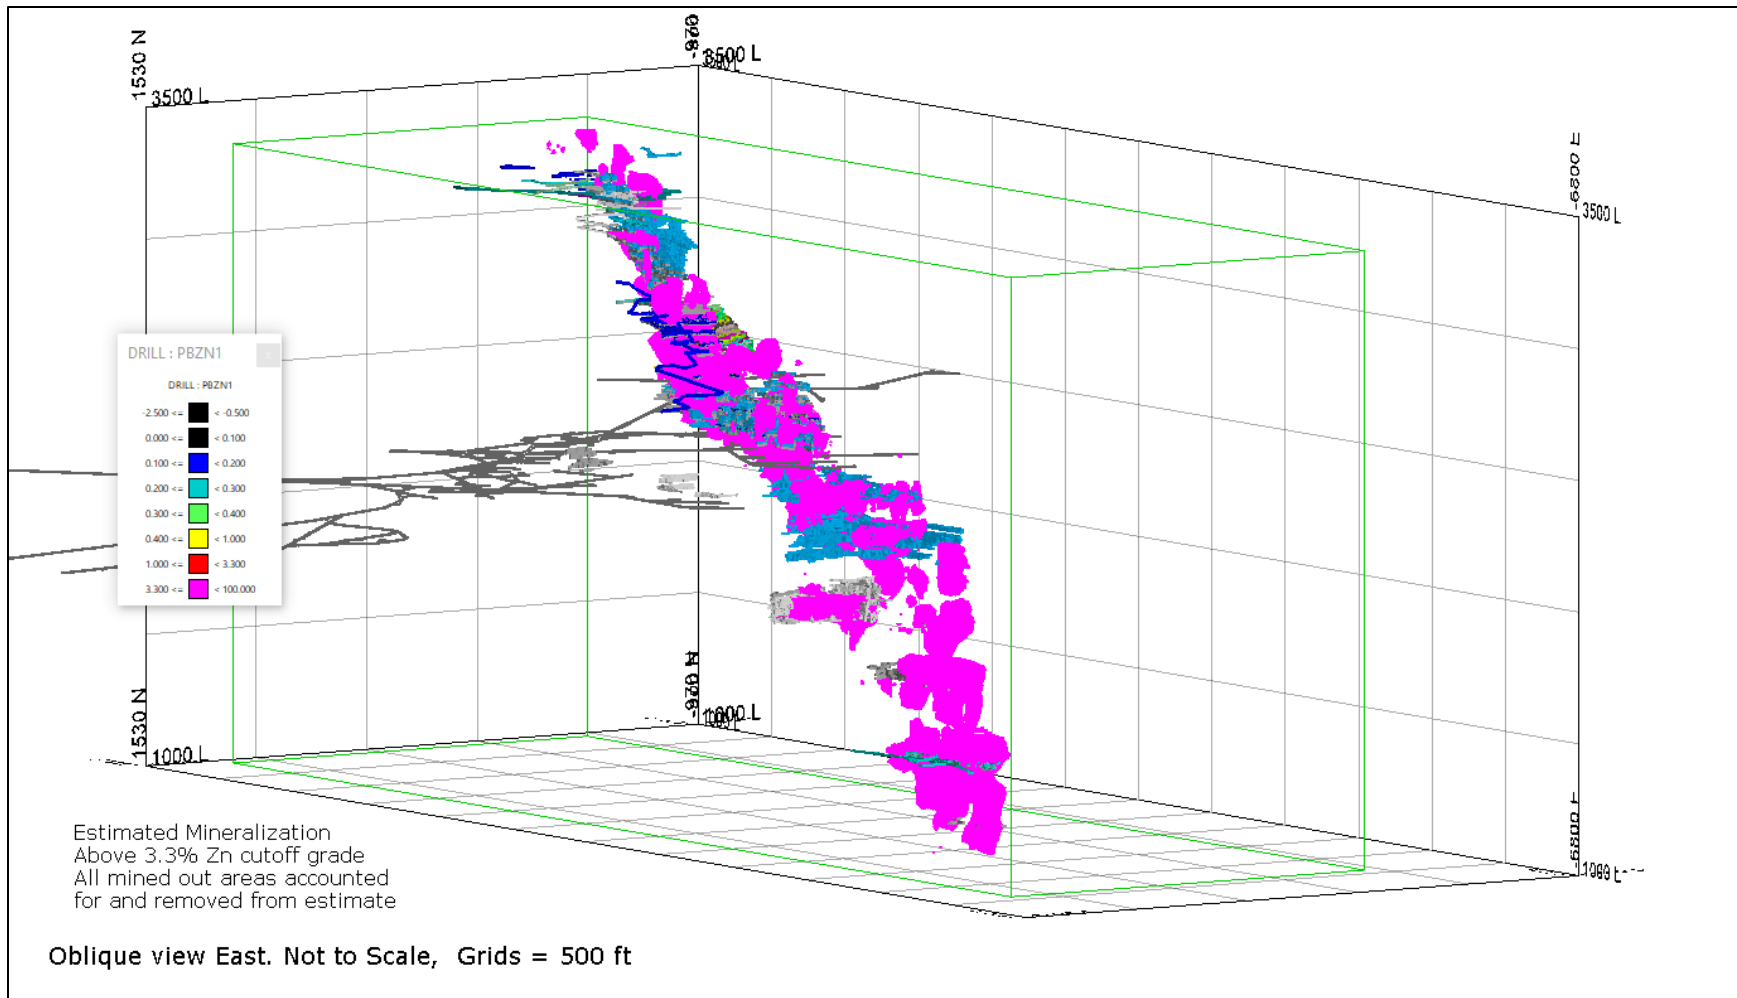 1530 N
3500 L
3500 L
3500 L
DRILL : PBZN1
x
DRILL : PBZN1
-2.500 <= < -0.500
0.000 <= < 0.100
0.100 <= < 0.200
0.200 <= < 0.300
0.300 <= < 0.400
0.400 <= < 1.000
1.000 <= < 3.300
3.300 <= < 100.000
1530 N
1000 L
1000 L
Estimated Mineralization
Above 3.3% Zn cutoff grade
All mined out areas accounted
for and removed from estimate
Oblique view East. Not to Scale, Grids = 500 ft